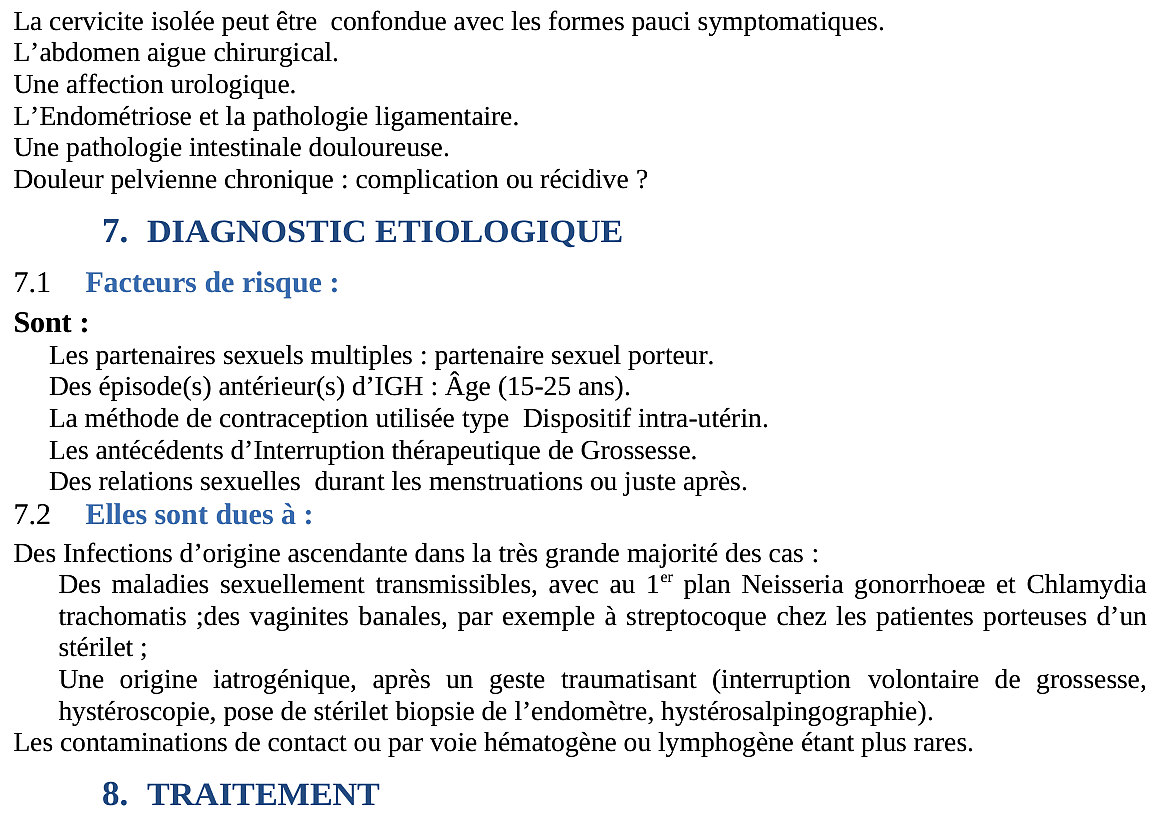 La cervicite isolée peut être  confondue avec les formes pauci symptomatiques.
L’abdomen aigue chirurgical.
Une affection urologique.
L’Endométriose et la pathologie ligamentaire.
Une pathologie intestinale douloureuse.
Douleur pelvienne chronique : complication ou récidive ?
7. DIAGNOSTIC ETIOLOGIQUE
7.1 Facteurs de risque :
Sont :
Les partenaires sexuels multiples : partenaire sexuel porteur.
Des épisode(s) antérieur(s) d’IGH : Âge (15-25 ans).
La méthode de contraception utilisée type  Dispositif intra-utérin.
Les antécédents d’Interruption thérapeutique de Grossesse.
Des relations sexuelles  durant les menstruations ou juste après.
7.2 Elles sont dues à :
Des Infections d’origine ascendante dans la très grande majorité des cas :
Des maladies sexuellement transmissibles, avec au 1er plan Neisseria gonorrhoeæ et Chlamydia
trachomatis ;des vaginites banales, par exemple à streptocoque chez les patientes porteuses d’un
stérilet ;
Une origine iatrogénique, après un geste traumatisant (interruption volontaire de grossesse,
hystéroscopie, pose de stérilet biopsie de l’endomètre, hystérosalpingographie).
Les contaminations de contact ou par voie hématogène ou lymphogène étant plus rares.
8. TRAITEMENT